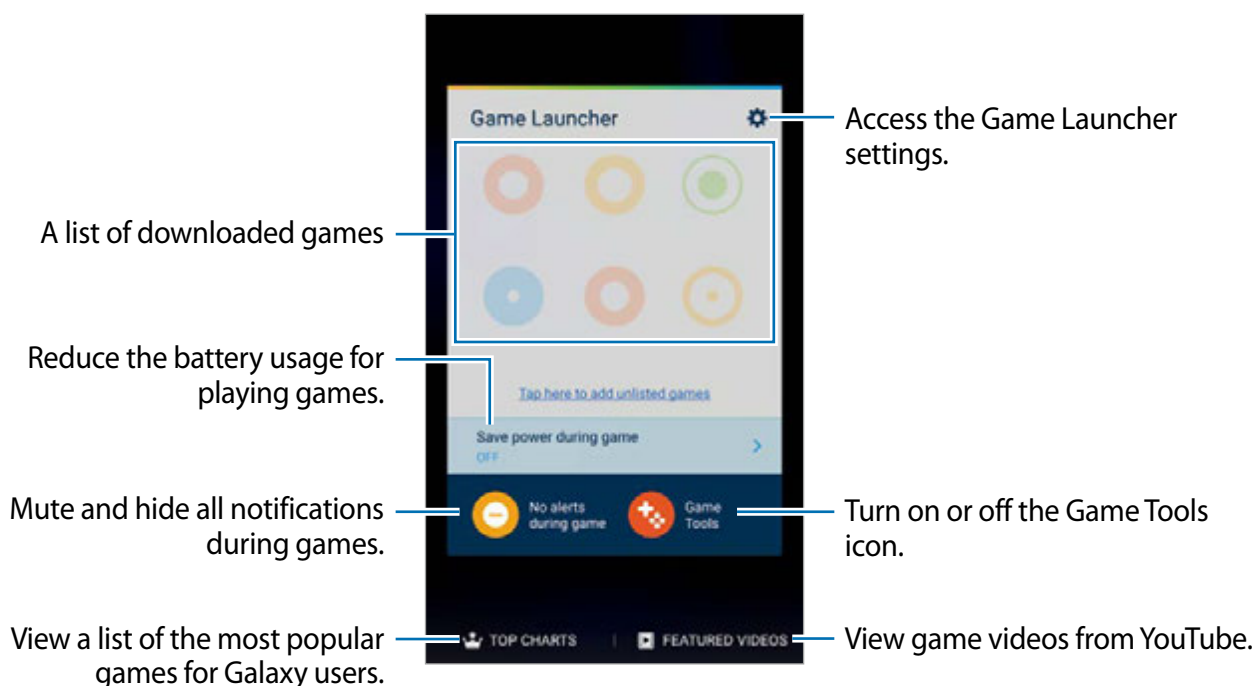 Game Launcher
Access the Game Launcher
settings.
A list of downloaded games
Reduce the battery usage for
playing games.
Tap here to add unlisted games
Save power during game
OFF
Mute and hide all notifications
during games.
No alerts
during game
Game
Tools
Turn on or off the Game Tools
icon.
View a list of the most popular
games for Galaxy users.
TOP CHARTS
FEATURED VIDEOS
View game videos from YouTube.